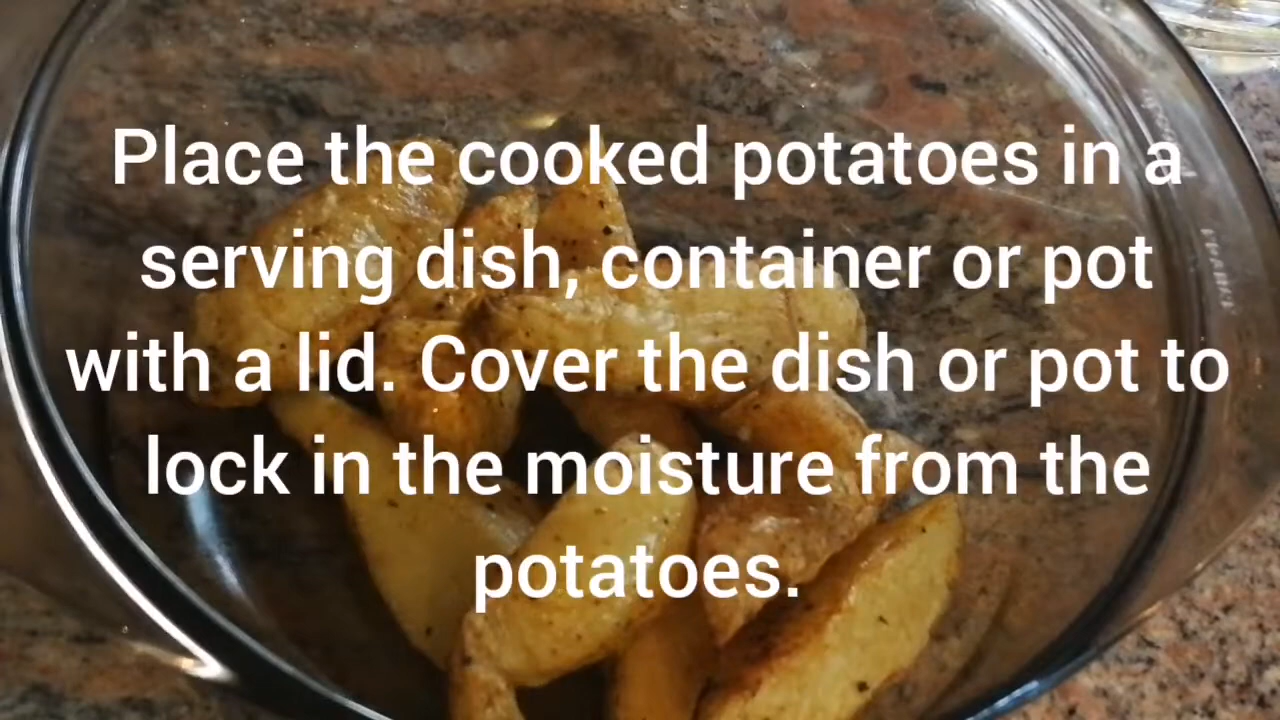 Place the cooked potatoes in a
serving dish, container or pot
with a lid. Cover the dish or pot to
lock in the moisture from the
potatoes.